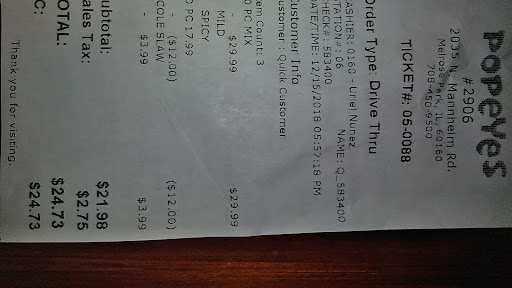 POPEYES
#2906
2035 N. Mannheim Rd.
Melrose Park, IL, 60160
708-450-9500
TICKET#: 05-0088
Order Type: Drive Thru
CASHIER: 0160 - Uriel Nunez
STATION#: 06 NAME: Q_583400
CHECK#: 583400
DATE/TIME: 12/15/2018 05:57:18 PM
Customer Info
Customer : Quick Customer
Item Count: 3
0 PC MIX
- $29.99 $29.99
MILD
SPICY
0 PC 17.99
- ($12.00) ($12.00)
COLE SLAW
- $3.99 $3.99
Subtotal: $21.98
Sales Tax: $2.75
TOTAL: $24.73
C: $24.73
Thank you for visiting.